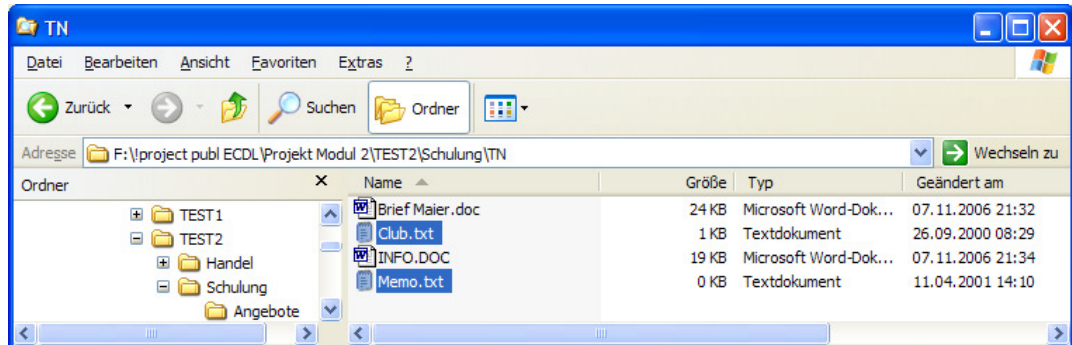 TN
Datei Bearbeiten Ansicht Favoriten Extras ?
Zurück Suchen Ordner
Adresse F:\!project publ ECDL\Projekt Modul 2\TEST2\Schulung\TN Wechseln zu
Ordner X Name Größe Typ Geändert am
TEST1 Brief Maier.doc 24 KB Microsoft Word-Dok... 07.11.2006 21:32
TEST2 Club.txt 1 KB Textdokument 26.09.2000 08:29
Handel INFO.DOC 19 KB Microsoft Word-Dok... 07.11.2006 21:34
Schulung Memo.txt 0 KB Textdokument 11.04.2001 14:10
Angebote